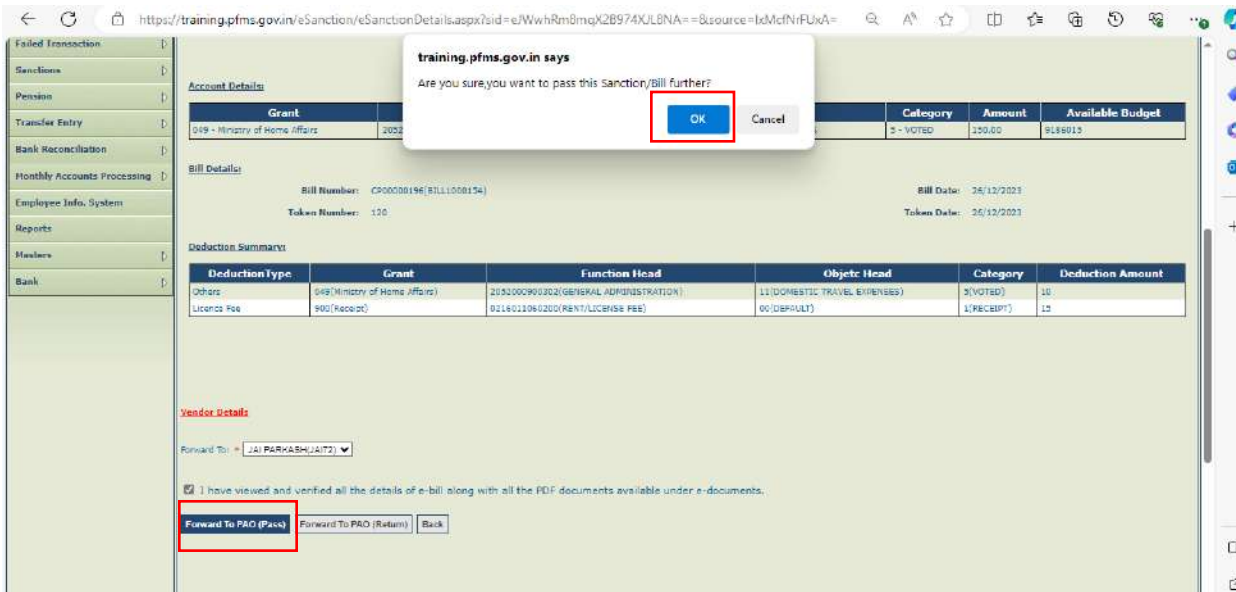 https://training.pfms.gov.in/eSanction/eSanctionDetails.aspx?sid=eJWwhRm8mqX2B974XJL8NA==&source=IxMcfNrFUxA=
training.pfms.gov.in says
Are you sure,you want to pass this Sanction/Bill further?
OK Cancel
Failed Transaction
Sanctions
Pension
Transfer Entry
Bank Reconciliation
Monthly Accounts Processing
Employee Info. System
Reports
Masters
Bank
Account Details:
Grant Category Amount Available Budget
049 - Ministry of Home Affairs 2052 5 - VOTED 150.00
Bill Details:
Bill Number: CP00000196(BILL1000154) Bill Date: 26/12/2023
Token Number: 120 Token Date: 26/12/2023
Deduction Summary:
DeductionType Grant Function Head Objetc Head Category Deduction Amount
Others 049(Ministry of Home Affairs) 2052000900302(GENERAL ADMINISTRATION) 11(DOMESTIC TRAVEL EXPENSES) 5(VOTED) 10
Licence Fee 900(Receipt) 0216011060200(RENT/LICENSE FEE) 00(DEFAULT) 1(RECEIPT) 15
Vendor Details
Forward To: * JAI PARKASH(JAI72)
I have viewed and verified all the details of e-bill along with all the PDF documents available under e-documents.
Forward To PAO (Pass) Forward To PAO (Return) Back